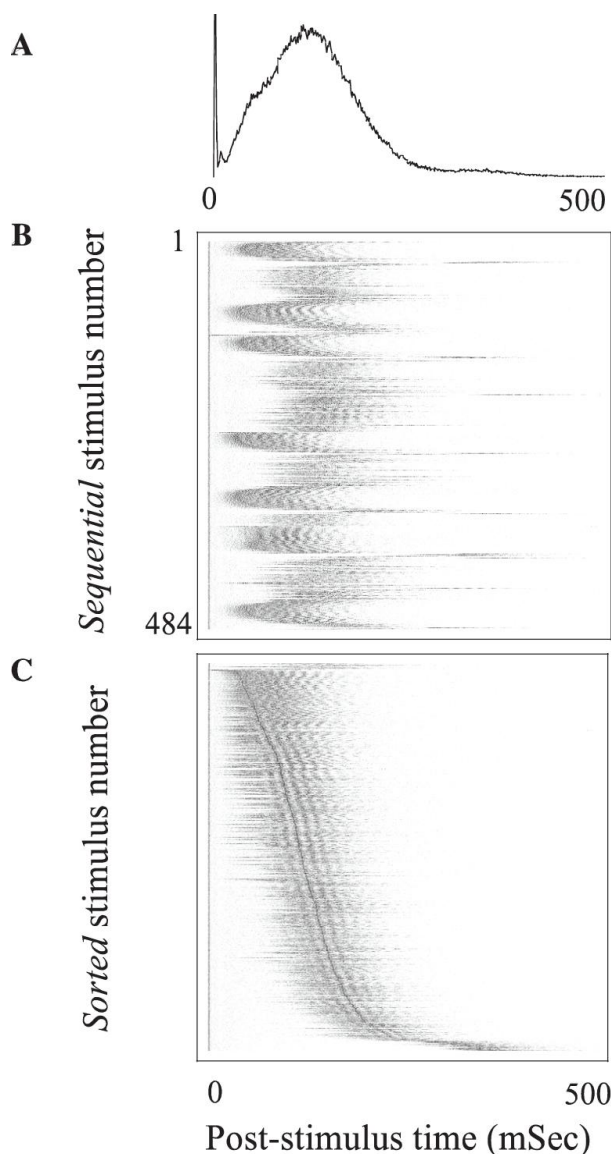 A
0 500
B
1
Sequential stimulus number
484
C
Sorted stimulus number
0 500
Post-stimulus time (mSec)